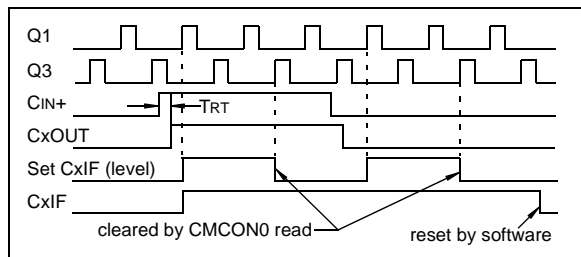 Q1
Q3
CIN+
TRT
CxOUT
Set CxIF (level)
CxIF
cleared by CMCON0 read
reset by software